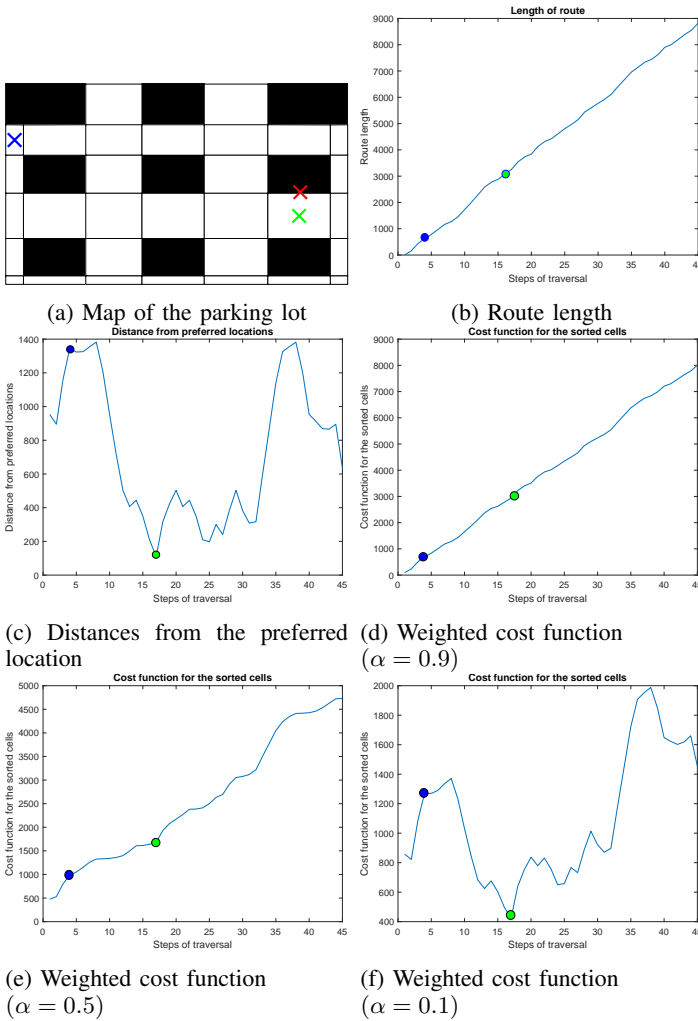 Length of route
9000
8000
7000
6000
5000
4000
3000
2000
1000
0
Route length
0 5 10 15 20 25 30 35 40 45
Steps of traversal
(a) Map of the parking lot
(b) Route length
Distance from preferred locations
1400
1200
1000
800
600
400
200
0
Distance from preferred locations
0 5 10 15 20 25 30 35 40 45
Steps of traversal
Cost function for the sorted cells
9000
8000
7000
6000
5000
4000
3000
2000
1000
0
Cost function for the sorted cells
0 5 10 15 20 25 30 35 40 45
Steps of traversal
(c) Distances from the preferred
location
(d) Weighted cost function
(α = 0.9)
Cost function for the sorted cells
5000
4500
4000
3500
3000
2500
2000
1500
1000
500
0
Cost function for the sorted cells
0 5 10 15 20 25 30 35 40 45
Steps of traversal
Cost function for the sorted cells
2000
1800
1600
1400
1200
1000
800
600
400
Cost function for the sorted cells
0 5 10 15 20 25 30 35 40 45
Steps of traversal
(e) Weighted cost function
(α = 0.5)
(f) Weighted cost function
(α = 0.1)